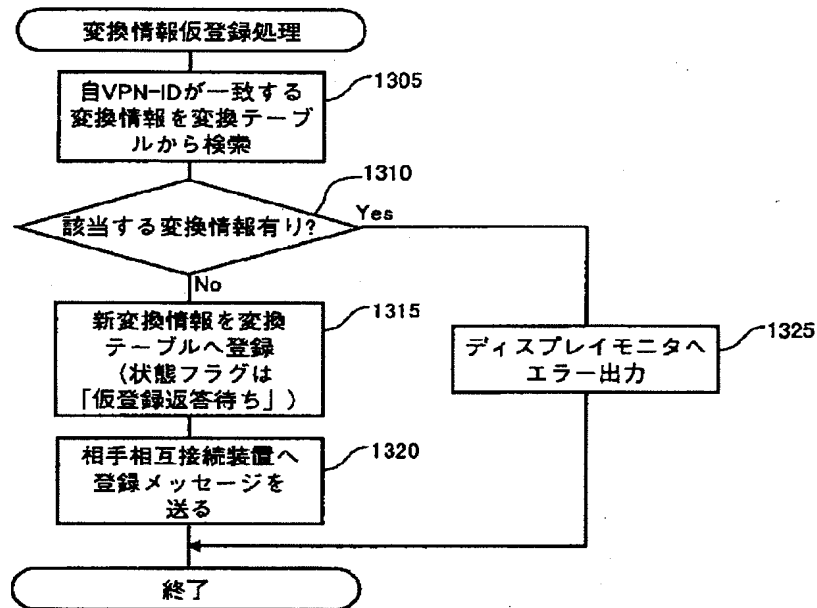 変換情報仮登録処理
自VPN-IDが一致する
変換情報を変換テーブ
ルから検索
1305
1310
該当する変換情報有り?
Yes
No
新変換情報を変換
テーブルへ登録
(状態フラグは
「仮登録返答待ち」)
1315
ディスプレイモニタへ
エラー出力
1325
相手相互接続装置へ
登録メッセージを
送る
1320
終了